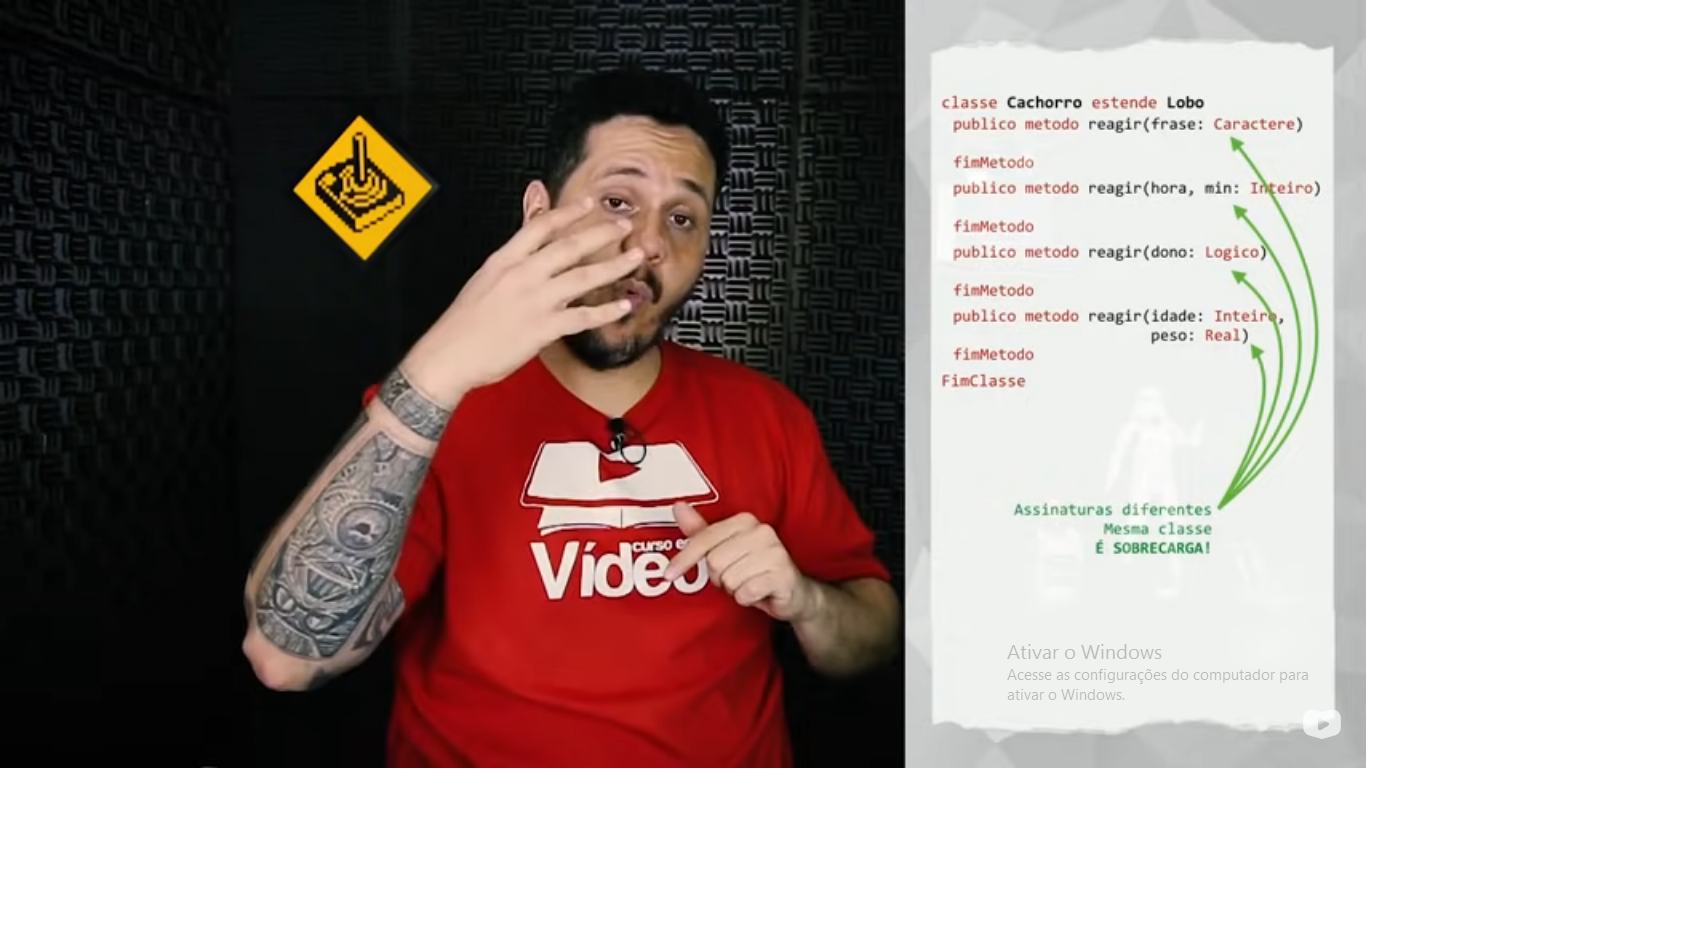 classe Cachorro estende Lobo
publico metodo reagir(frase: Caractere)
fimMetodo
publico metodo reagir(hora, min: Inteiro)
fimMetodo
publico metodo reagir(dono: Logico)
fimMetodo
publico metodo reagir(idade: Inteiro,
peso: Real)
fimMetodo
FimClasse
Assinaturas diferentes
Mesma classe
É SOBRECARGA!
curso em
Vídeo
Ativar o Windows
Acesse as configurações do computador para
ativar o Windows.